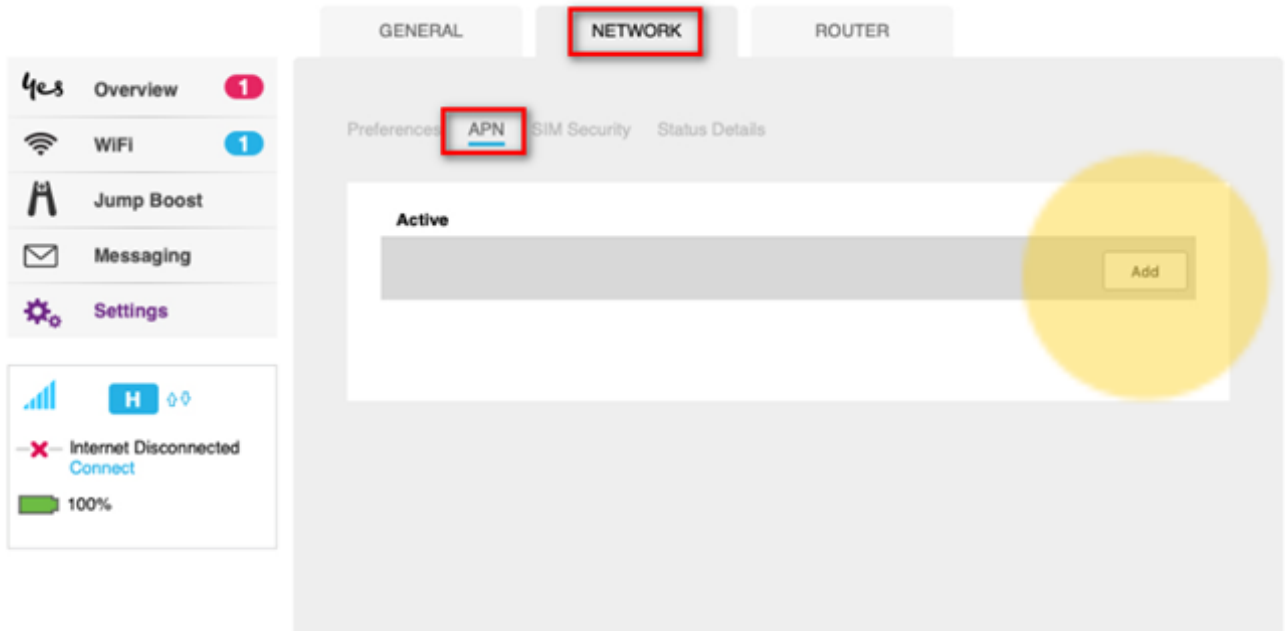 GENERAL NETWORK ROUTER
yes Overview 1
WiFi 1
Jump Boost
Messaging
Settings
Preferences APN SIM Security Status Details
Active
Add
H
Internet Disconnected
Connect
100%